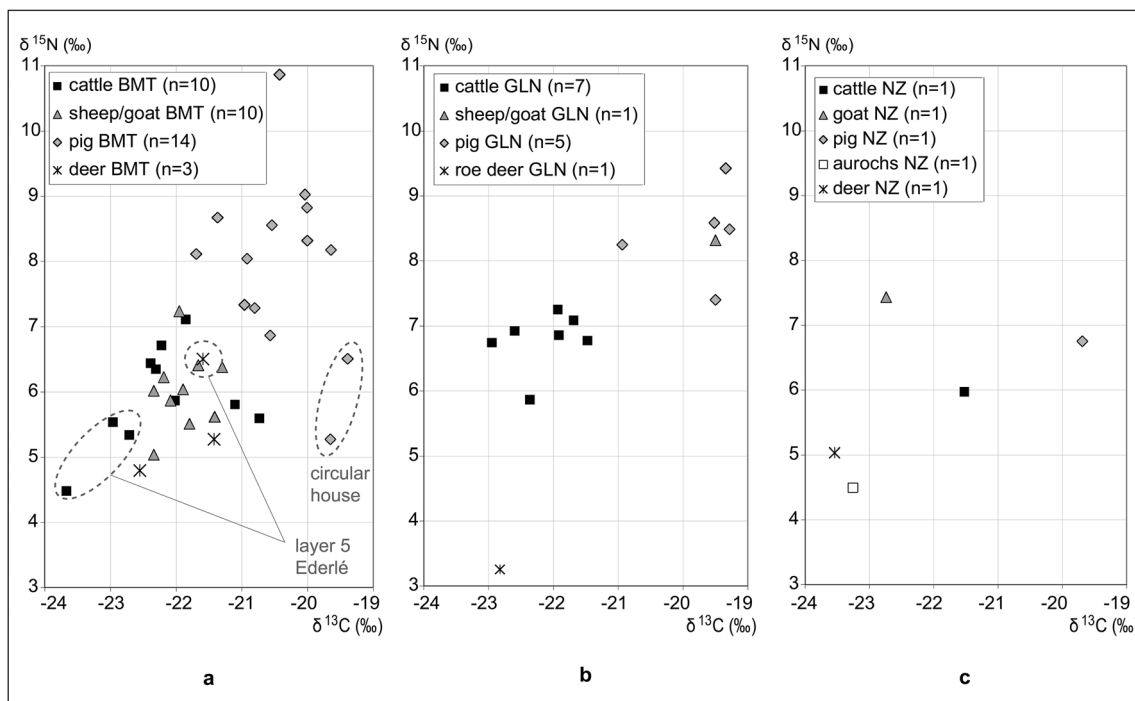 δ ¹⁵N (‰)
11
10
9
8
7
6
5
4
3
cattle BMT (n=10)
sheep/goat BMT (n=10)
pig BMT (n=14)
deer BMT (n=3)
circular
house
layer 5
Ederlé
-24 -23 -22 -21 -20 -19
δ ¹³C (‰)
a
δ ¹⁵N (‰)
11
10
9
8
7
6
5
4
3
cattle GLN (n=7)
sheep/goat GLN (n=1)
pig GLN (n=5)
roe deer GLN (n=1)
-24 -23 -22 -21 -20 -19
δ ¹³C (‰)
b
δ ¹⁵N (‰)
11
10
9
8
7
6
5
4
3
cattle NZ (n=1)
goat NZ (n=1)
pig NZ (n=1)
aurochs NZ (n=1)
deer NZ (n=1)
-24 -23 -22 -21 -20 -19
δ ¹³C (‰)
c